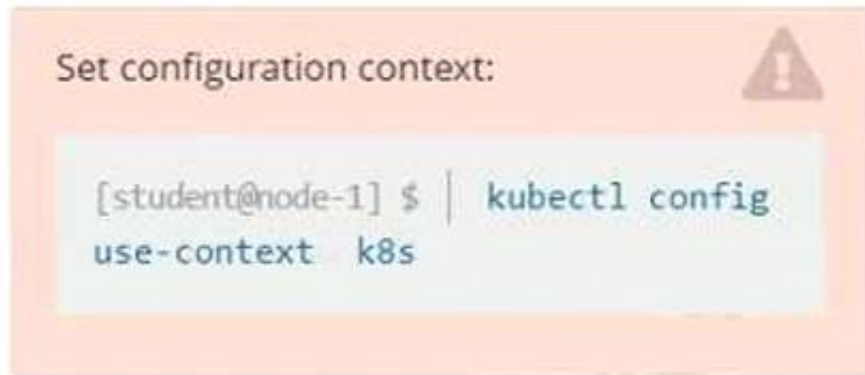 Set configuration context:
[student@node-1] $ | kubectl config
use-context k8s